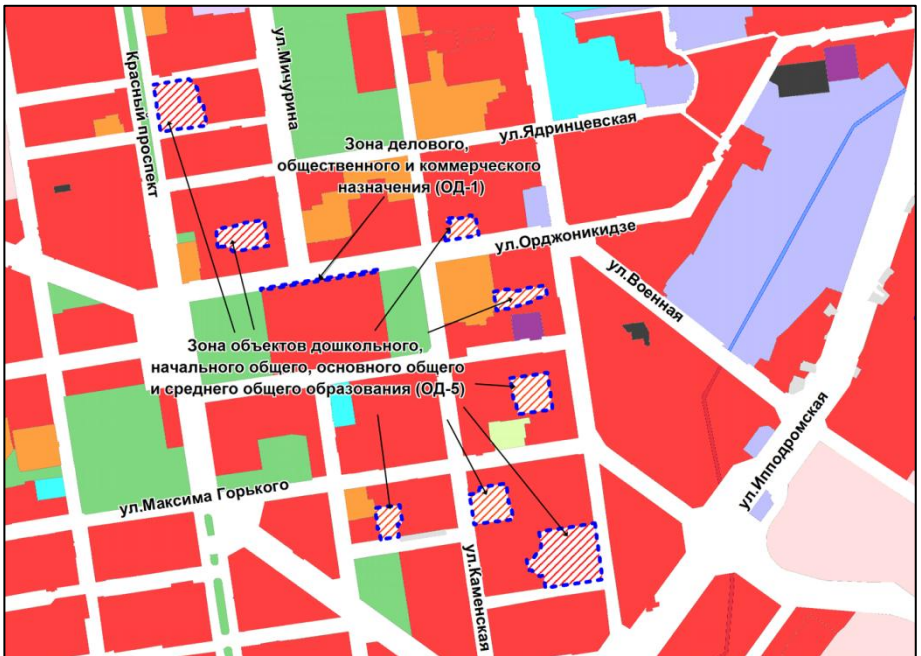 Красный проспект
ул.Мичурина
ул.Ядринцевская
Зона делового,
общественного и коммерческого
назначения (ОД-1)
ул.Орджоникидзе
ул.Военная
Зона объектов дошкольного,
начального общего, основного общего
и среднего общего образования (ОД-5)
ул.Ипподромская
ул.Максима Горького
ул.Каменская